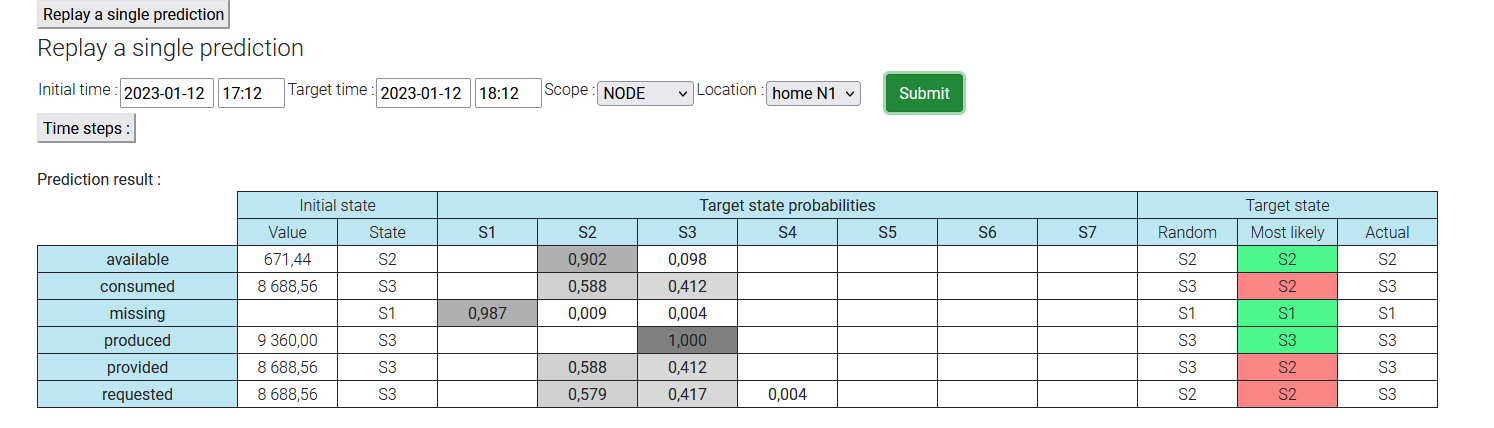 Replay a single prediction
Replay a single prediction
Initial time : 2023-01-12 17:12 Target time : 2023-01-12 18:12 Scope : NODE Location : home N1 Submit
Time steps :
Prediction result :
Initial state Target state probabilities Target state
Value State S1 S2 S3 S4 S5 S6 S7 Random Most likely Actual
available 671,44 S2 0,902 0,098 S2 S2 S2
consumed 8 688,56 S3 0,588 0,412 S3 S2 S3
missing S1 0,987 0,009 0,004 S1 S1 S1
produced 9 360,00 S3 1,000 S3 S3 S3
provided 8 688,56 S3 0,588 0,412 S3 S2 S3
requested 8 688,56 S3 0,579 0,417 0,004 S2 S2 S3